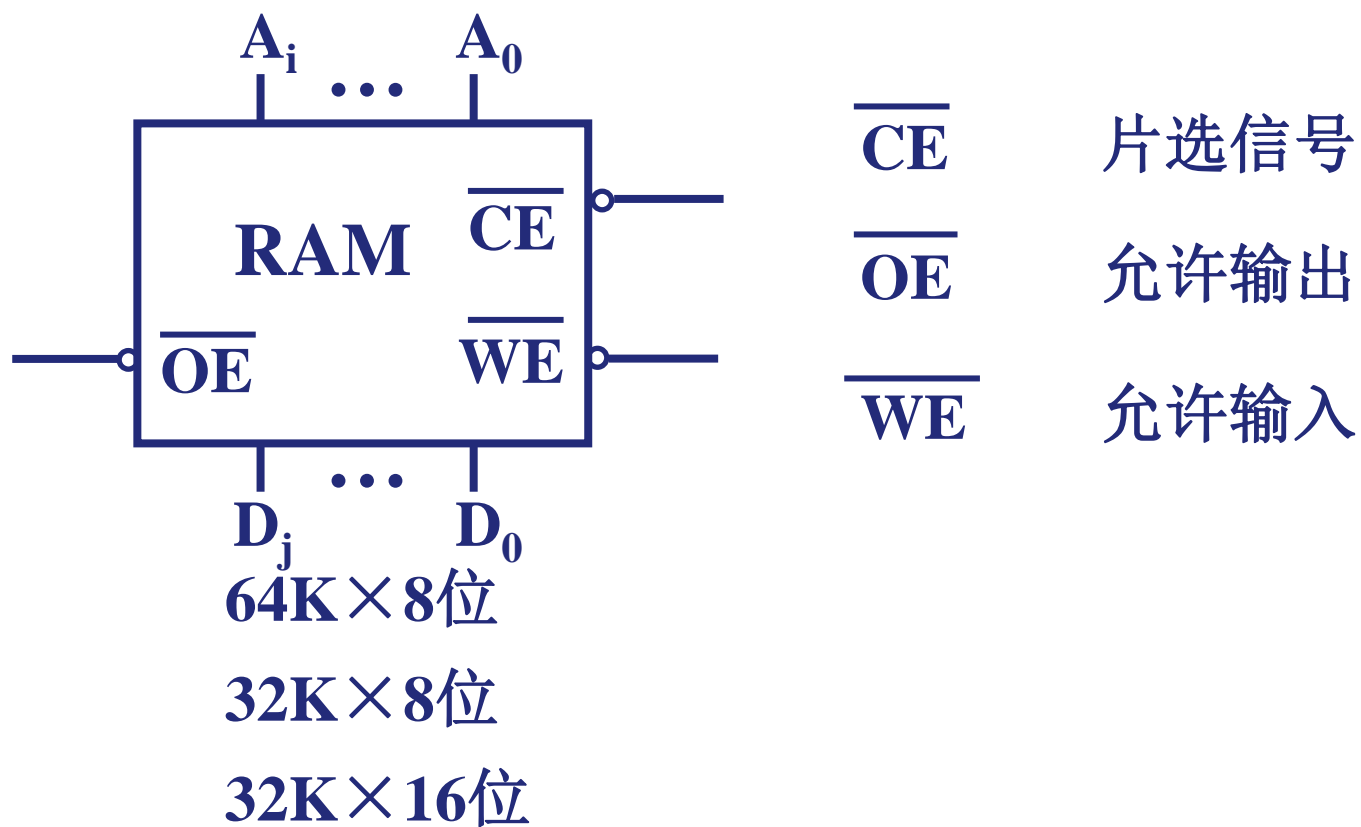 Ai ... A0
CE 片选信号
RAM CE
OE 允许输出
OE WE
WE 允许输入
Dj ... D0
64K×8位
32K×8位
32K×16位